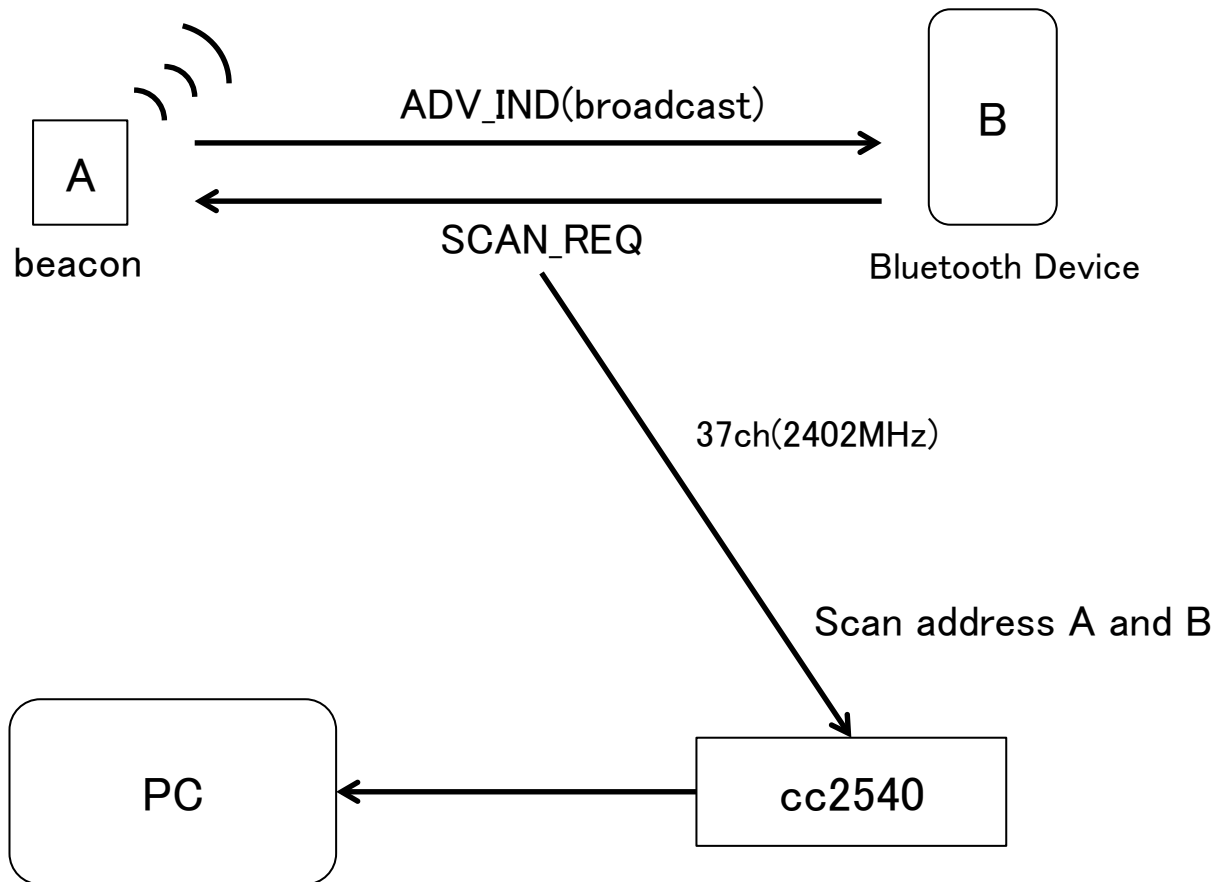 ADV_IND(broadcast)
A
B
SCAN_REQ
beacon
Bluetooth Device
37ch(2402MHz)
Scan address A and B
PC
cc2540